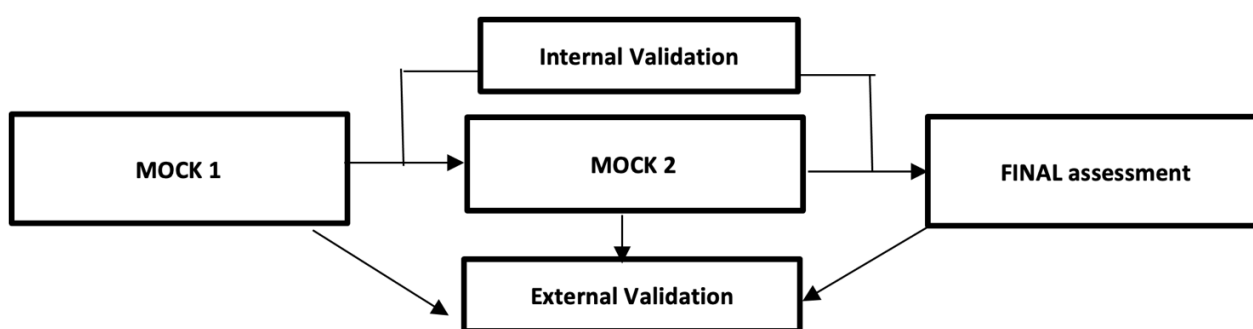 Internal Validation
MOCK 1
MOCK 2
FINAL assessment
External Validation